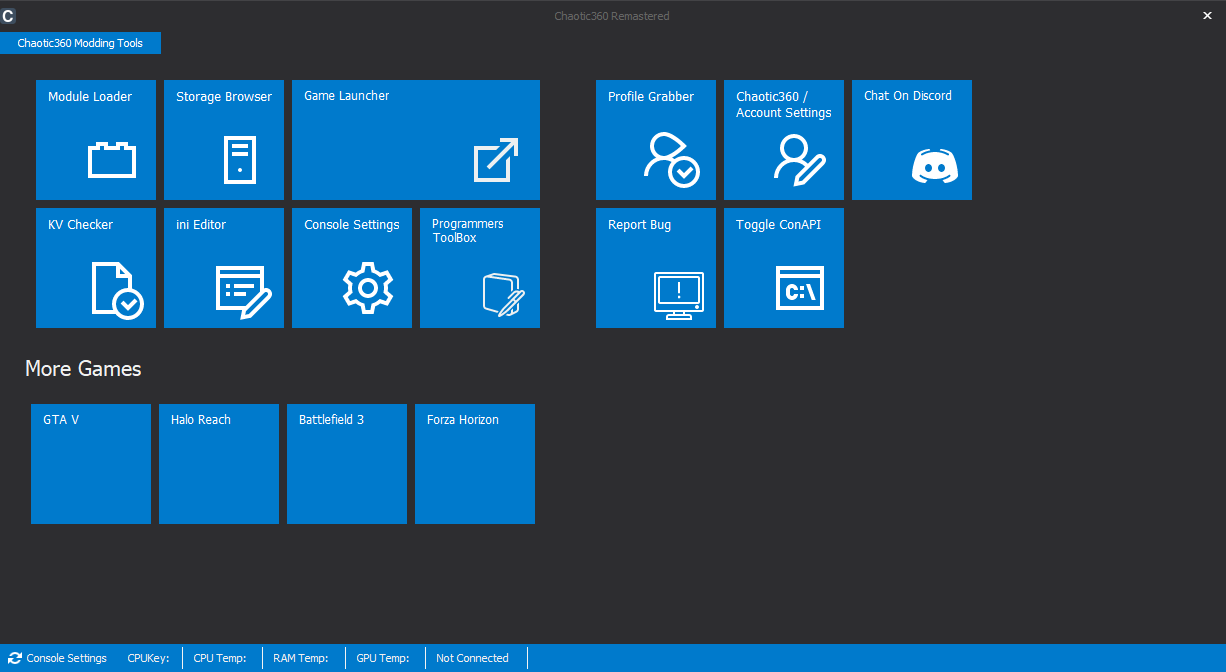 C
Chaotic360 Remastered
Chaotic360 Modding Tools
Module Loader
Storage Browser
Game Launcher
Profile Grabber
Chaotic360 /
Account Settings
Chat On Discord
KV Checker
ini Editor
Console Settings
Programmers
ToolBox
Report Bug
!
Toggle ConAPI
C:\
More Games
GTA V
Halo Reach
Battlefield 3
Forza Horizon
Console Settings
CPUKey:
CPU Temp:
RAM Temp:
GPU Temp:
Not Connected